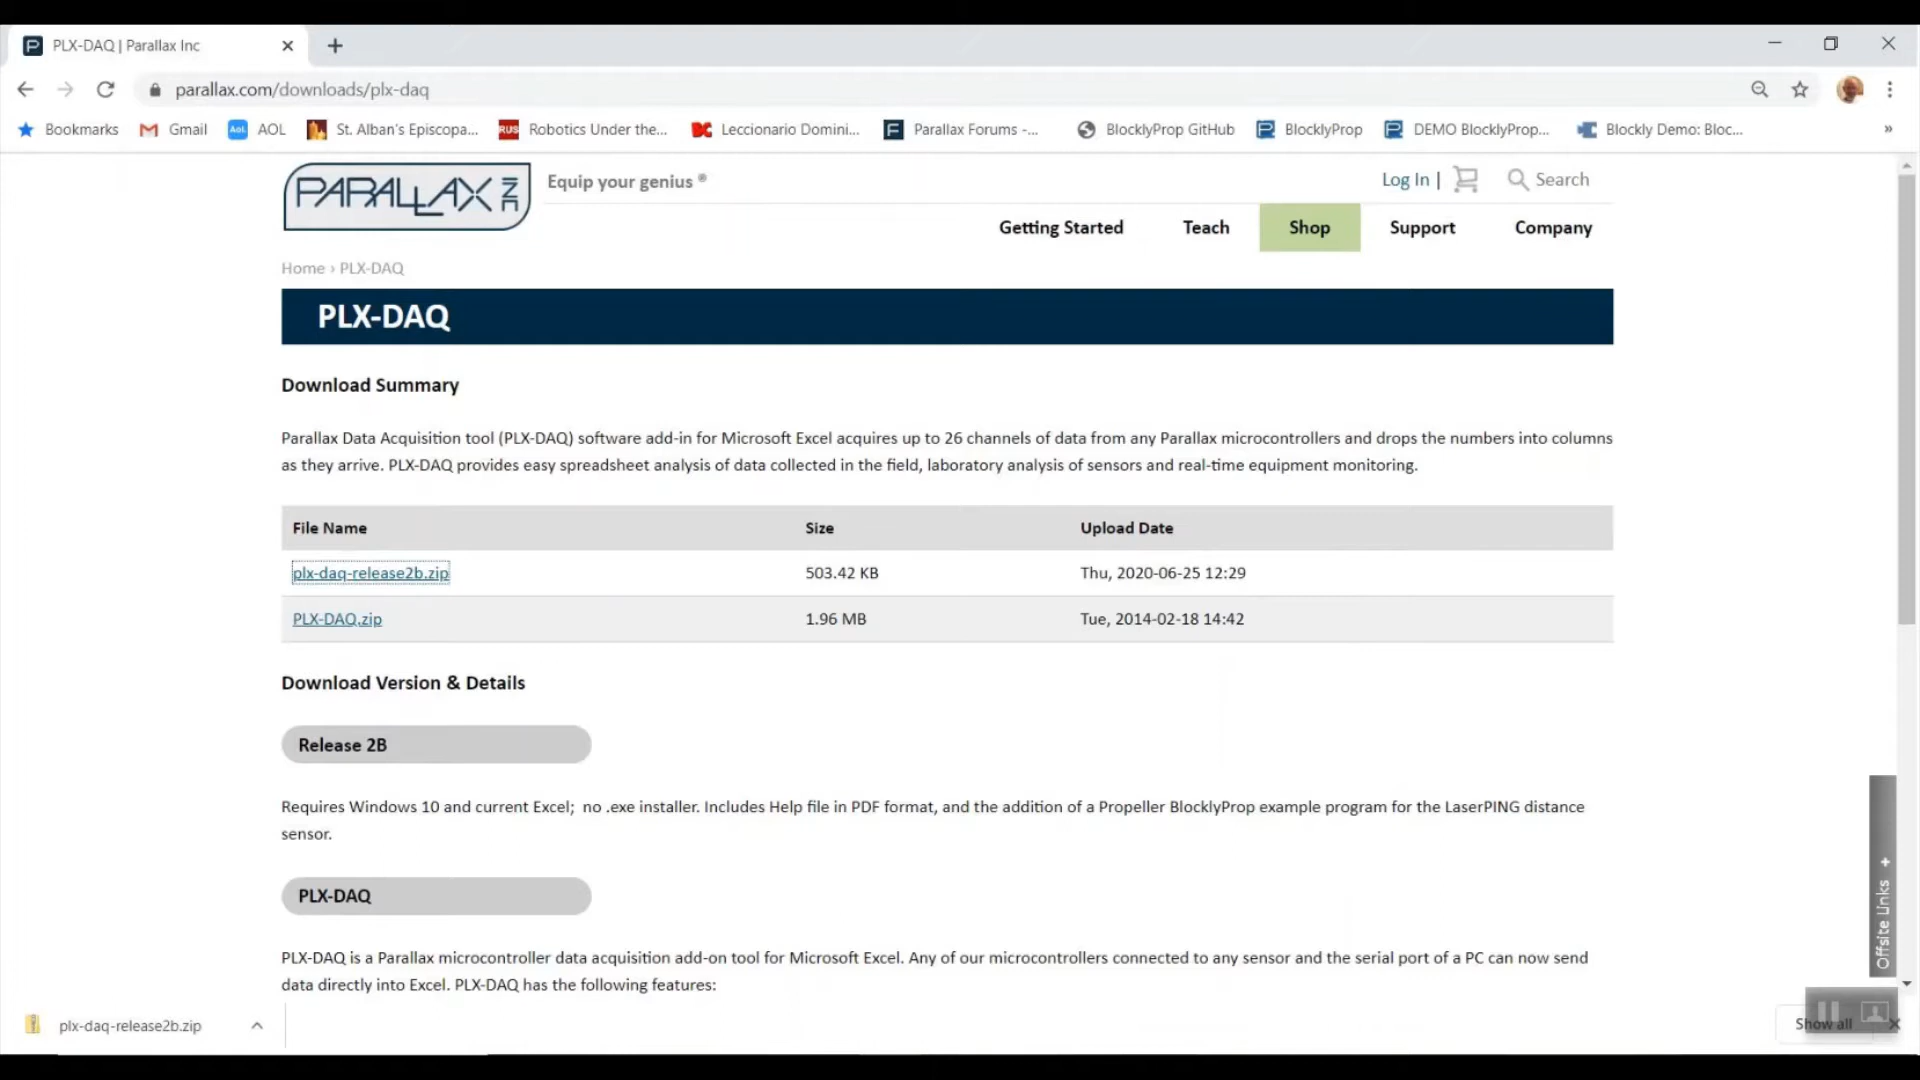 PLX-DAQ | Parallax Inc
parallax.com/downloads/plx-daq
Bookmarks Gmail AOL St. Alban's Episcopa... Robotics Under the... Leccionario Domini... Parallax Forums -... BlocklyProp GitHub BlocklyProp DEMO BlocklyProp... Blockly Demo: Bloc... »
PARALLAX INC Equip your genius ® Log In | Search
Getting Started Teach Shop Support Company
Home › PLX-DAQ
PLX-DAQ
Download Summary
Parallax Data Acquisition tool (PLX-DAQ) software add-in for Microsoft Excel acquires up to 26 channels of data from any Parallax microcontrollers and drops the numbers into columns
as they arrive. PLX-DAQ provides easy spreadsheet analysis of data collected in the field, laboratory analysis of sensors and real-time equipment monitoring.
File Name Size Upload Date
plx-daq-release2b.zip 503.42 KB Thu, 2020-06-25 12:29
PLX-DAQ.zip 1.96 MB Tue, 2014-02-18 14:42
Download Version & Details
Release 2B
Requires Windows 10 and current Excel; no .exe installer. Includes Help file in PDF format, and the addition of a Propeller BlocklyProp example program for the LaserPING distance
sensor.
PLX-DAQ
PLX-DAQ is a Parallax microcontroller data acquisition add-on tool for Microsoft Excel. Any of our microcontrollers connected to any sensor and the serial port of a PC can now send
data directly into Excel. PLX-DAQ has the following features:
Offsite Links +
plx-daq-release2b.zip Show all